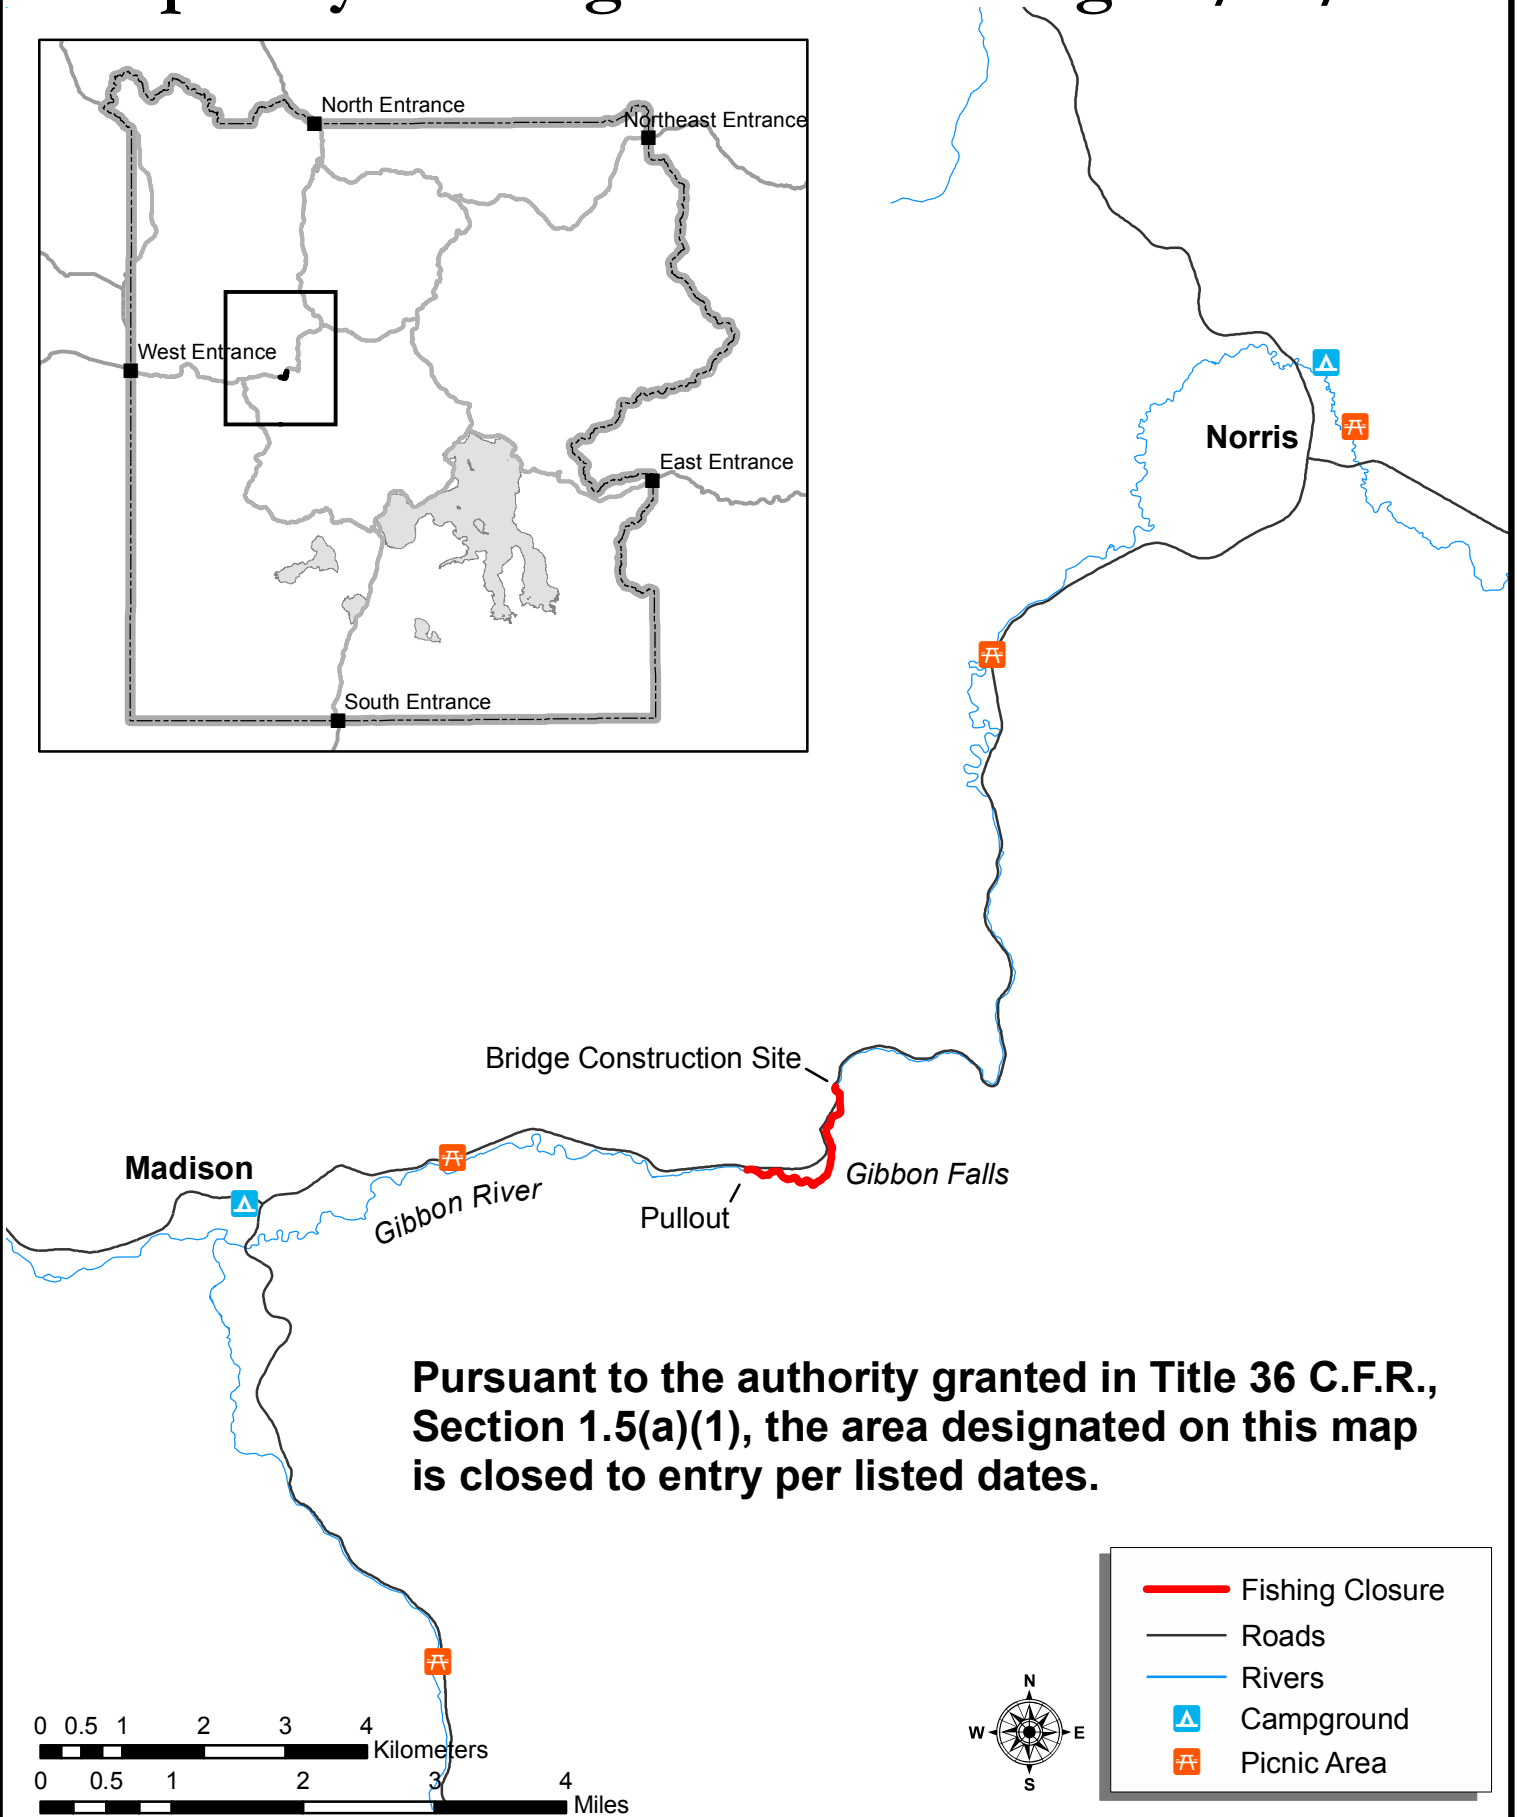 North Entrance
Northeast Entrance
West Entrance
East Entrance
South Entrance
Norris
Bridge Construction Site
Madison
Gibbon River
Gibbon Falls
Pullout
Pursuant to the authority granted in Title 36 C.F.R.,
Section 1.5(a)(1), the area designated on this map
is closed to entry per listed dates.
Fishing Closure
Roads
Rivers
Campground
Picnic Area
N
W E
S
0 0.5 1 2 3 4
Kilometers
0 0.5 1 2 3 4
Miles